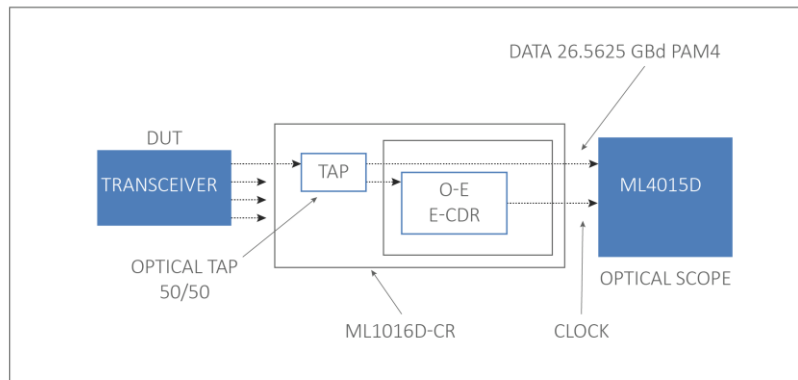 DATA 26.5625 GBd PAM4
DUT
TRANSCEIVER
TAP
O-E
E-CDR
ML4015D
OPTICAL TAP
50/50
OPTICAL SCOPE
ML1016D-CR
CLOCK